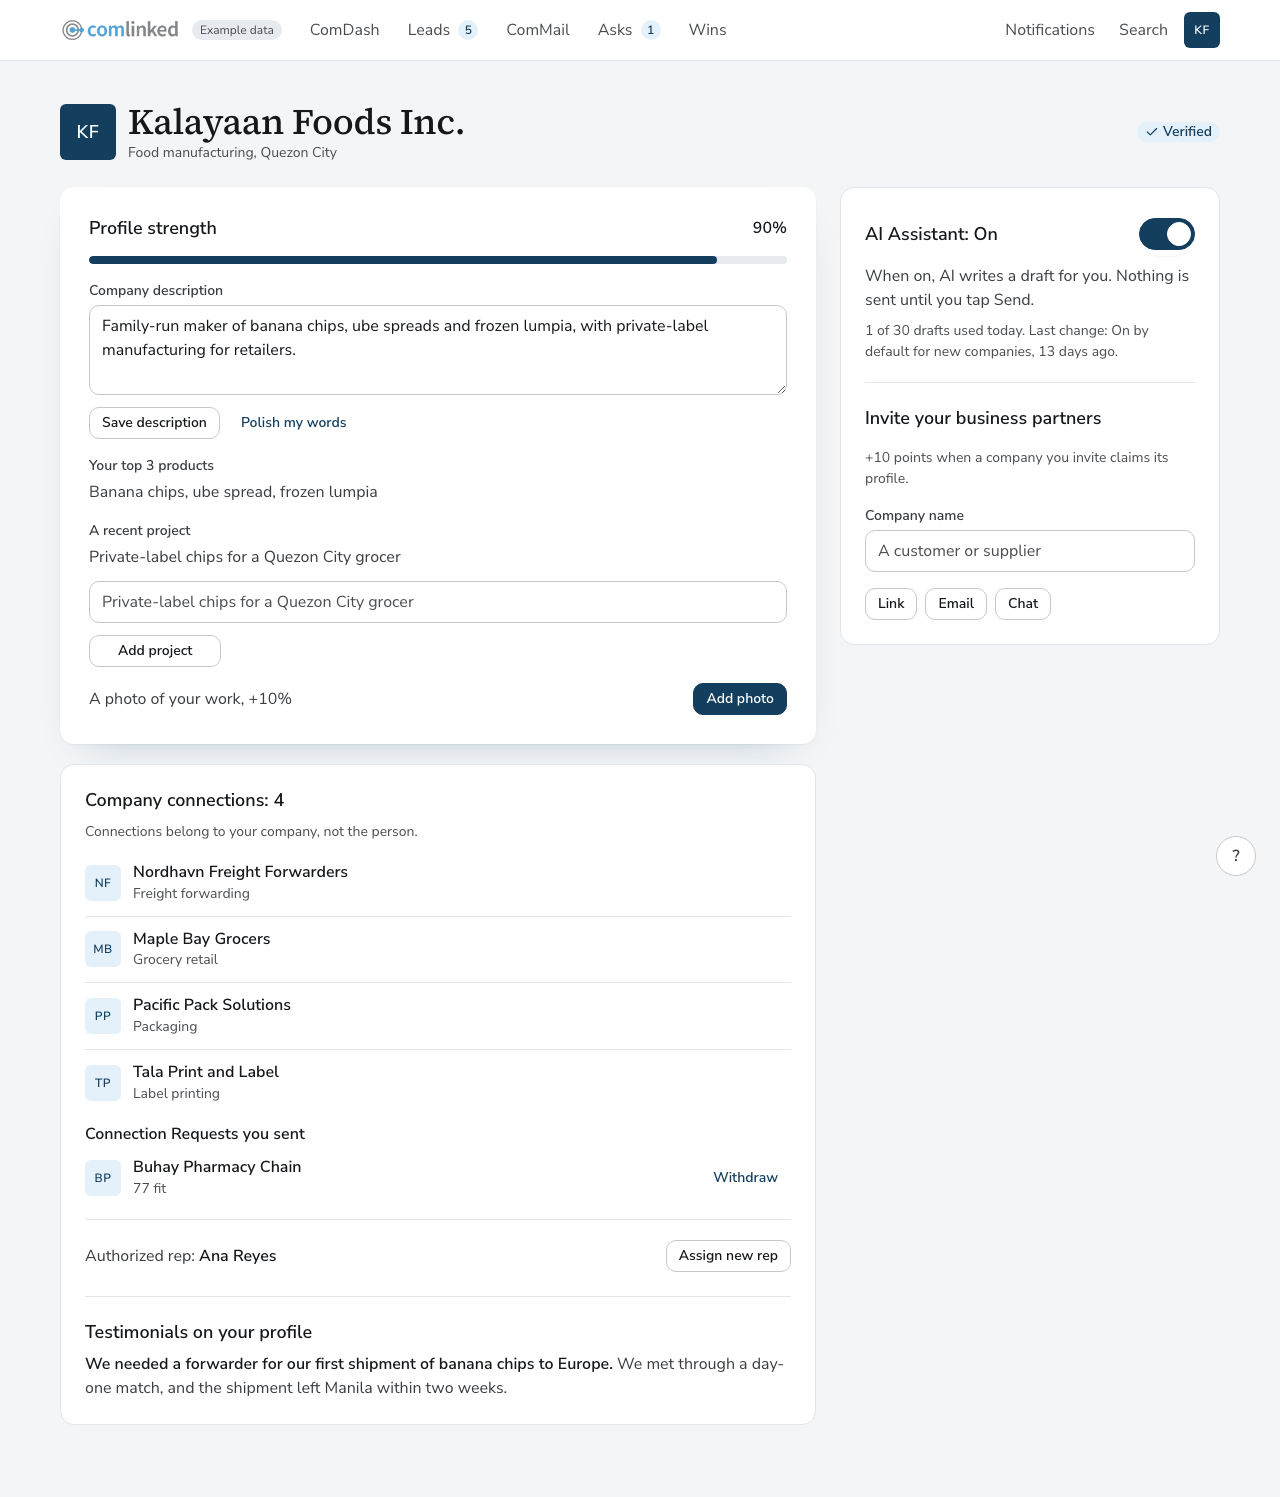 comlinked
Example data
ComDash
Leads 5
ComMail
Asks 1
Wins
Notifications
Search
KF
KF
Kalayaan Foods Inc.
Food manufacturing, Quezon City
Verified
Profile strength
90%
Company description
Family-run maker of banana chips, ube spreads and frozen lumpia, with private-label
manufacturing for retailers.
Save description
Polish my words
Your top 3 products
Banana chips, ube spread, frozen lumpia
A recent project
Private-label chips for a Quezon City grocer
Private-label chips for a Quezon City grocer
Add project
A photo of your work, +10%
Add photo
AI Assistant: On
When on, AI writes a draft for you. Nothing is
sent until you tap Send.
1 of 30 drafts used today. Last change: On by
default for new companies, 13 days ago.
Invite your business partners
+10 points when a company you invite claims its
profile.
Company name
A customer or supplier
Link
Email
Chat
Company connections: 4
Connections belong to your company, not the person.
NF
Nordhavn Freight Forwarders
Freight forwarding
MB
Maple Bay Grocers
Grocery retail
PP
Pacific Pack Solutions
Packaging
TP
Tala Print and Label
Label printing
Connection Requests you sent
BP
Buhay Pharmacy Chain
77 fit
Withdraw
Authorized rep: Ana Reyes
Assign new rep
Testimonials on your profile
We needed a forwarder for our first shipment of banana chips to Europe. We met through a day-
one match, and the shipment left Manila within two weeks.
?